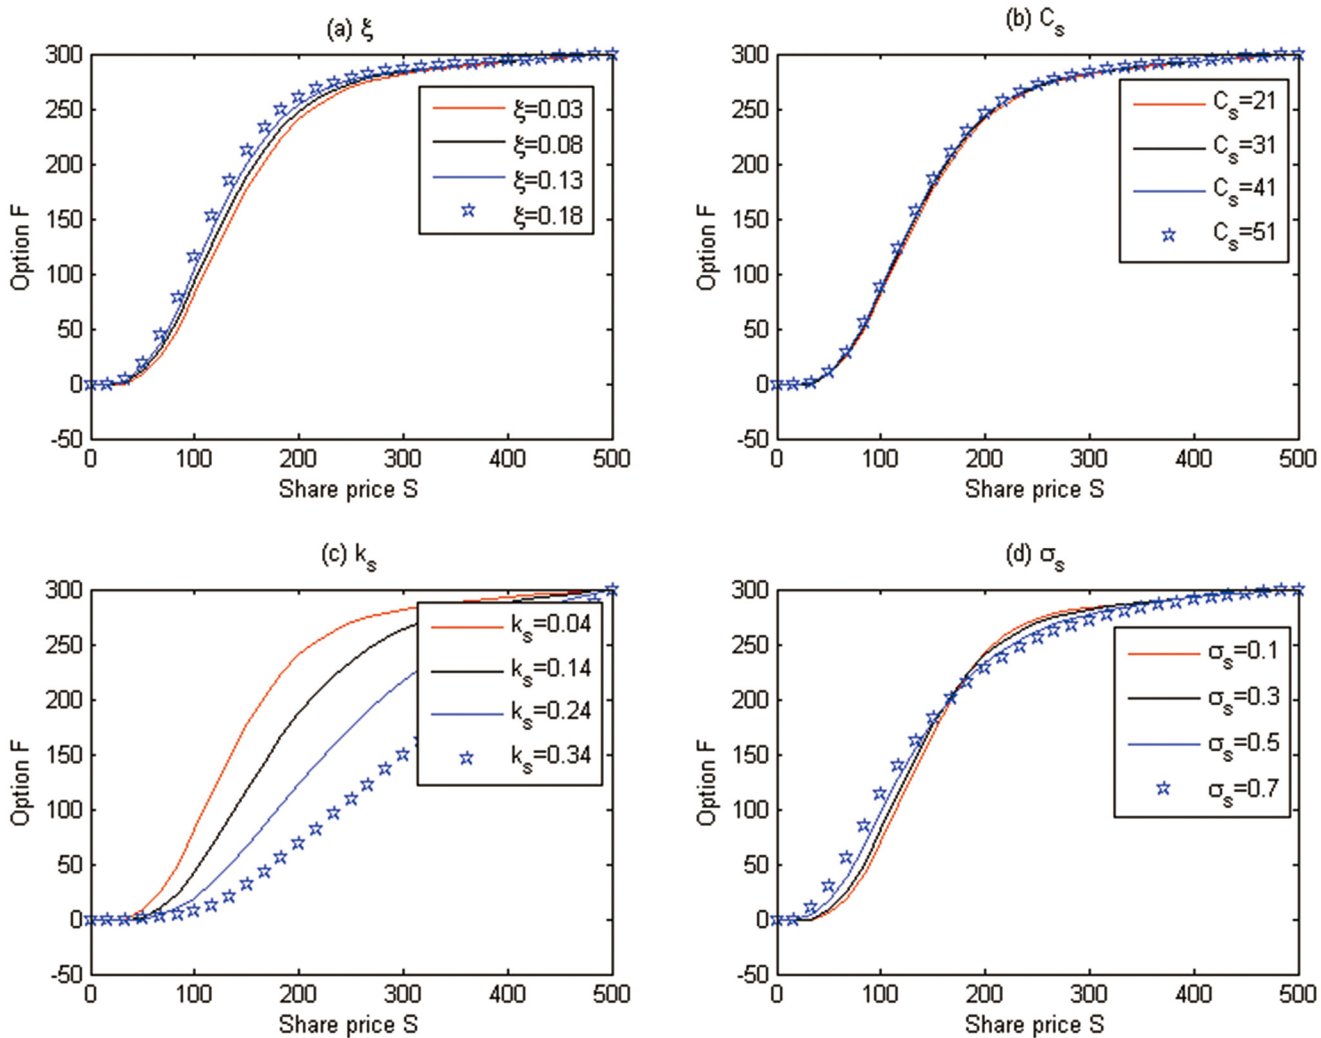 (a) ξ
300
250
200
150
100
50
0
-50
Option F
0 100 200 300 400 500
Share price S
ξ=0.03
ξ=0.08
ξ=0.13
ξ=0.18
(b) Cₛ
300
250
200
150
100
50
0
-50
Option F
0 100 200 300 400 500
Share price S
Cₛ=21
Cₛ=31
Cₛ=41
Cₛ=51
(c) kₛ
300
250
200
150
100
50
0
-50
Option F
0 100 200 300 400 500
Share price S
kₛ=0.04
kₛ=0.14
kₛ=0.24
kₛ=0.34
(d) σₛ
300
250
200
150
100
50
0
-50
Option F
0 100 200 300 400 500
Share price S
σₛ=0.1
σₛ=0.3
σₛ=0.5
σₛ=0.7